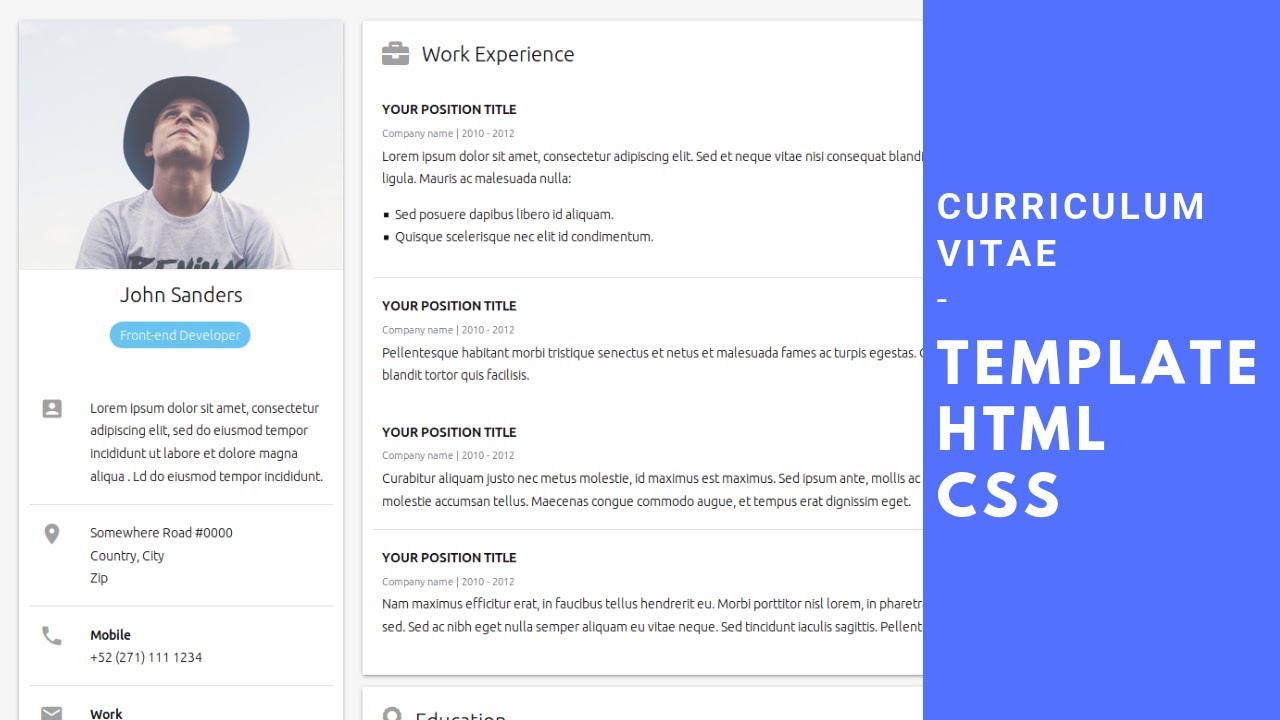 John Sanders
Front-end Developer
Lorem ipsum dolor sit amet, consectetur
adipiscing elit, sed do eiusmod tempor
incididunt ut labore et dolore magna
aliqua . Ld do eiusmod tempor incididunt.
Somewhere Road #0000
Country, City
Zip
Mobile
+52 (271) 111 1234
Work
Work Experience
YOUR POSITION TITLE
Company name | 2010 - 2012
Lorem ipsum dolor sit amet, consectetur adipiscing elit. Sed et neque vitae nisi consequat blandi
ligula. Mauris ac malesuada nulla:
▪ Sed posuere dapibus libero id aliquam.
▪ Quisque scelerisque nec elit id condimentum.
YOUR POSITION TITLE
Company name | 2010 - 2012
Pellentesque habitant morbi tristique senectus et netus et malesuada fames ac turpis egestas.
blandit tortor quis facilisis.
YOUR POSITION TITLE
Company name | 2010 - 2012
Curabitur aliquam justo nec metus molestie, id maximus est maximus. Sed ipsum ante, mollis ac
molestie accumsan tellus. Maecenas congue commodo augue, et tempus erat dignissim eget.
YOUR POSITION TITLE
Company name | 2010 - 2012
Nam maximus efficitur erat, in faucibus tellus hendrerit eu. Morbi porttitor nisl lorem, in pharetr
sed. Sed ac nibh eget nulla semper aliquam eu vitae neque. Sed tincidunt iaculis sagittis. Pellent
Education
CURRICULUM
VITAE
-
TEMPLATE
HTML
CSS